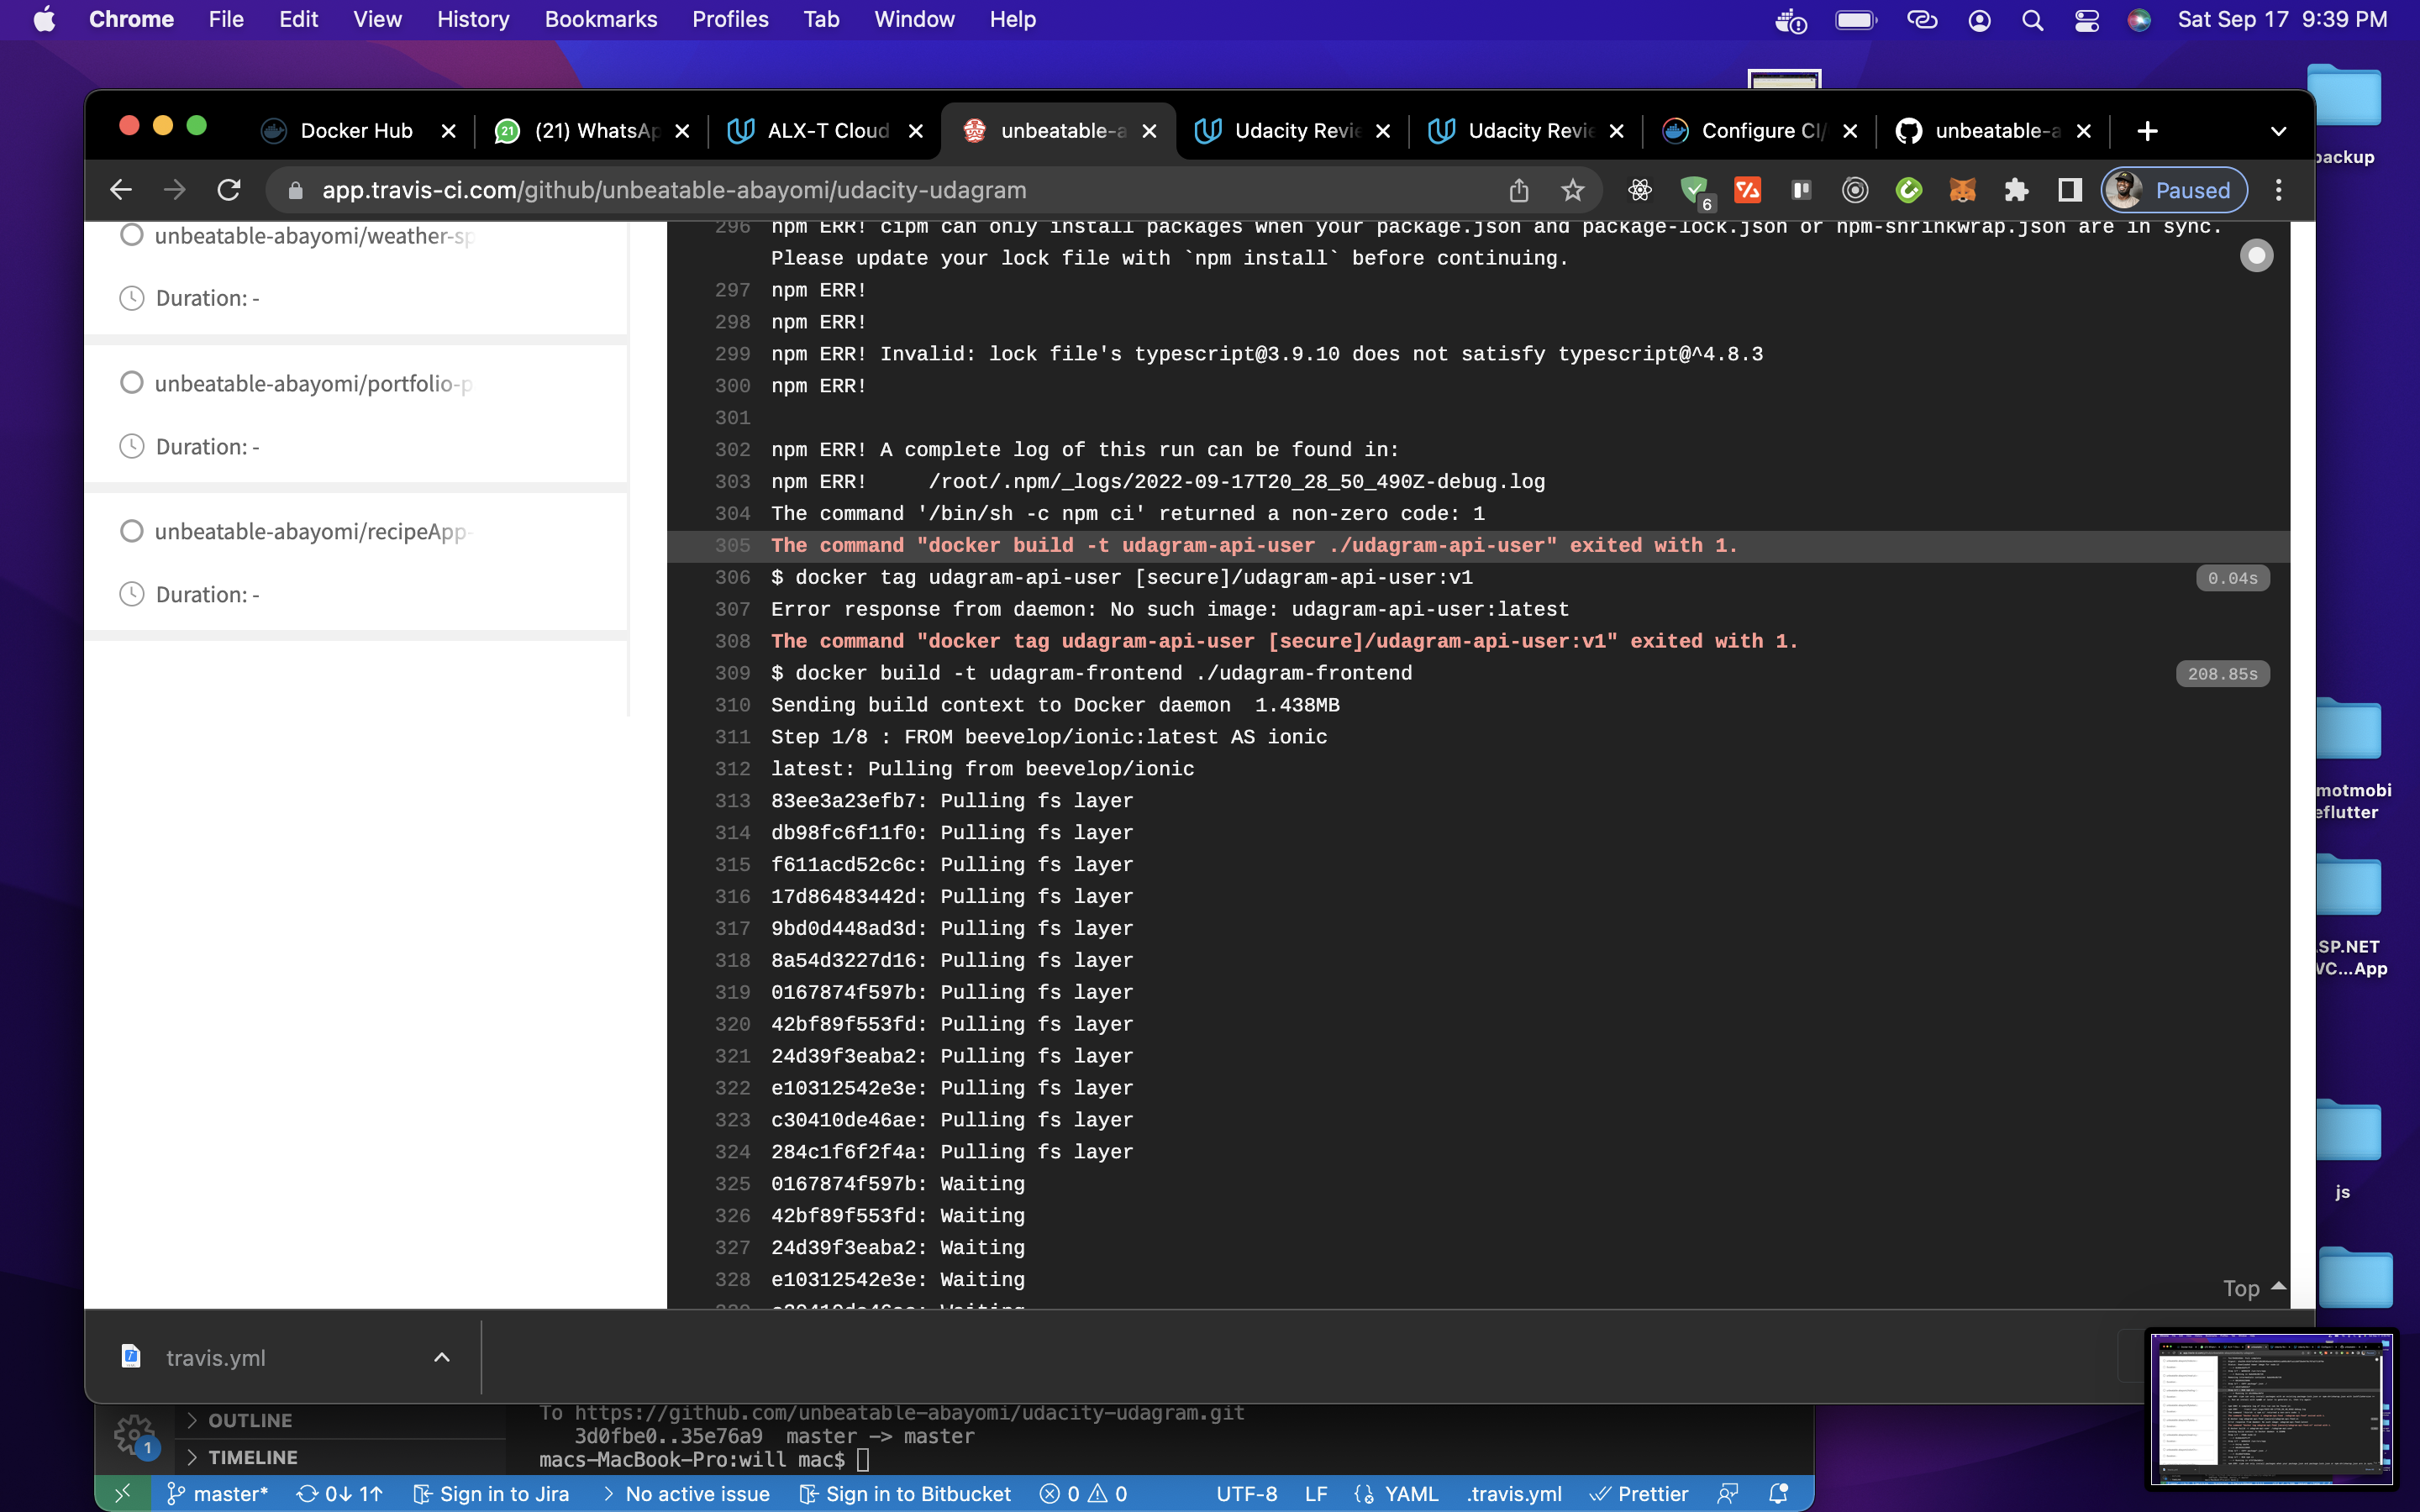 Chrome File Edit View History Bookmarks Profiles Tab Window Help Sat Sep 17 9:39 PM
Docker Hub (21) WhatsAp ALX-T Cloud unbeatable-a Udacity Revie Udacity Revie Configure CI/ unbeatable-a
app.travis-ci.com/github/unbeatable-abayomi/udacity-udagram 6 Paused
backup
unbeatable-abayomi/weather-sp
Duration: -
unbeatable-abayomi/portfolio-p
Duration: -
unbeatable-abayomi/recipeApp-
Duration: -
296 npm ERR! cipm can only install packages when your package.json and package-lock.json or npm-shrinkwrap.json are in sync.
Please update your lock file with `npm install` before continuing.
297 npm ERR!
298 npm ERR!
299 npm ERR! Invalid: lock file's typescript@3.9.10 does not satisfy typescript@^4.8.3
300 npm ERR!
301
302 npm ERR! A complete log of this run can be found in:
303 npm ERR!     /root/.npm/_logs/2022-09-17T20_28_50_490Z-debug.log
304 The command '/bin/sh -c npm ci' returned a non-zero code: 1
305 The command "docker build -t udagram-api-user ./udagram-api-user" exited with 1.
306 $ docker tag udagram-api-user [secure]/udagram-api-user:v1 0.04s
307 Error response from daemon: No such image: udagram-api-user:latest
308 The command "docker tag udagram-api-user [secure]/udagram-api-user:v1" exited with 1.
309 $ docker build -t udagram-frontend ./udagram-frontend 208.85s
310 Sending build context to Docker daemon  1.438MB
311 Step 1/8 : FROM beevelop/ionic:latest AS ionic
312 latest: Pulling from beevelop/ionic
313 83ee3a23efb7: Pulling fs layer
314 db98fc6f11f0: Pulling fs layer
315 f611acd52c6c: Pulling fs layer
316 17d86483442d: Pulling fs layer
317 9bd0d448ad3d: Pulling fs layer
318 8a54d3227d16: Pulling fs layer
319 0167874f597b: Pulling fs layer
320 42bf89f553fd: Pulling fs layer
321 24d39f3eaba2: Pulling fs layer
322 e10312542e3e: Pulling fs layer
323 c30410de46ae: Pulling fs layer
324 284c1f6f2f4a: Pulling fs layer
325 0167874f597b: Waiting
326 42bf89f553fd: Waiting
327 24d39f3eaba2: Waiting
328 e10312542e3e: Waiting
329 c30410de46ae: Waiting
Top
motmobi
eflutter
SP.NET
VC...App
js
travis.yml
OUTLINE
TIMELINE
1
To https://github.com/unbeatable-abayomi/udacity-udagram.git
3d0fbe0..35e76a9  master -> master
macs-MacBook-Pro:will mac$
master* 0↓ 1↑ Sign in to Jira No active issue Sign in to Bitbucket 0 0 UTF-8 LF YAML .travis.yml Prettier